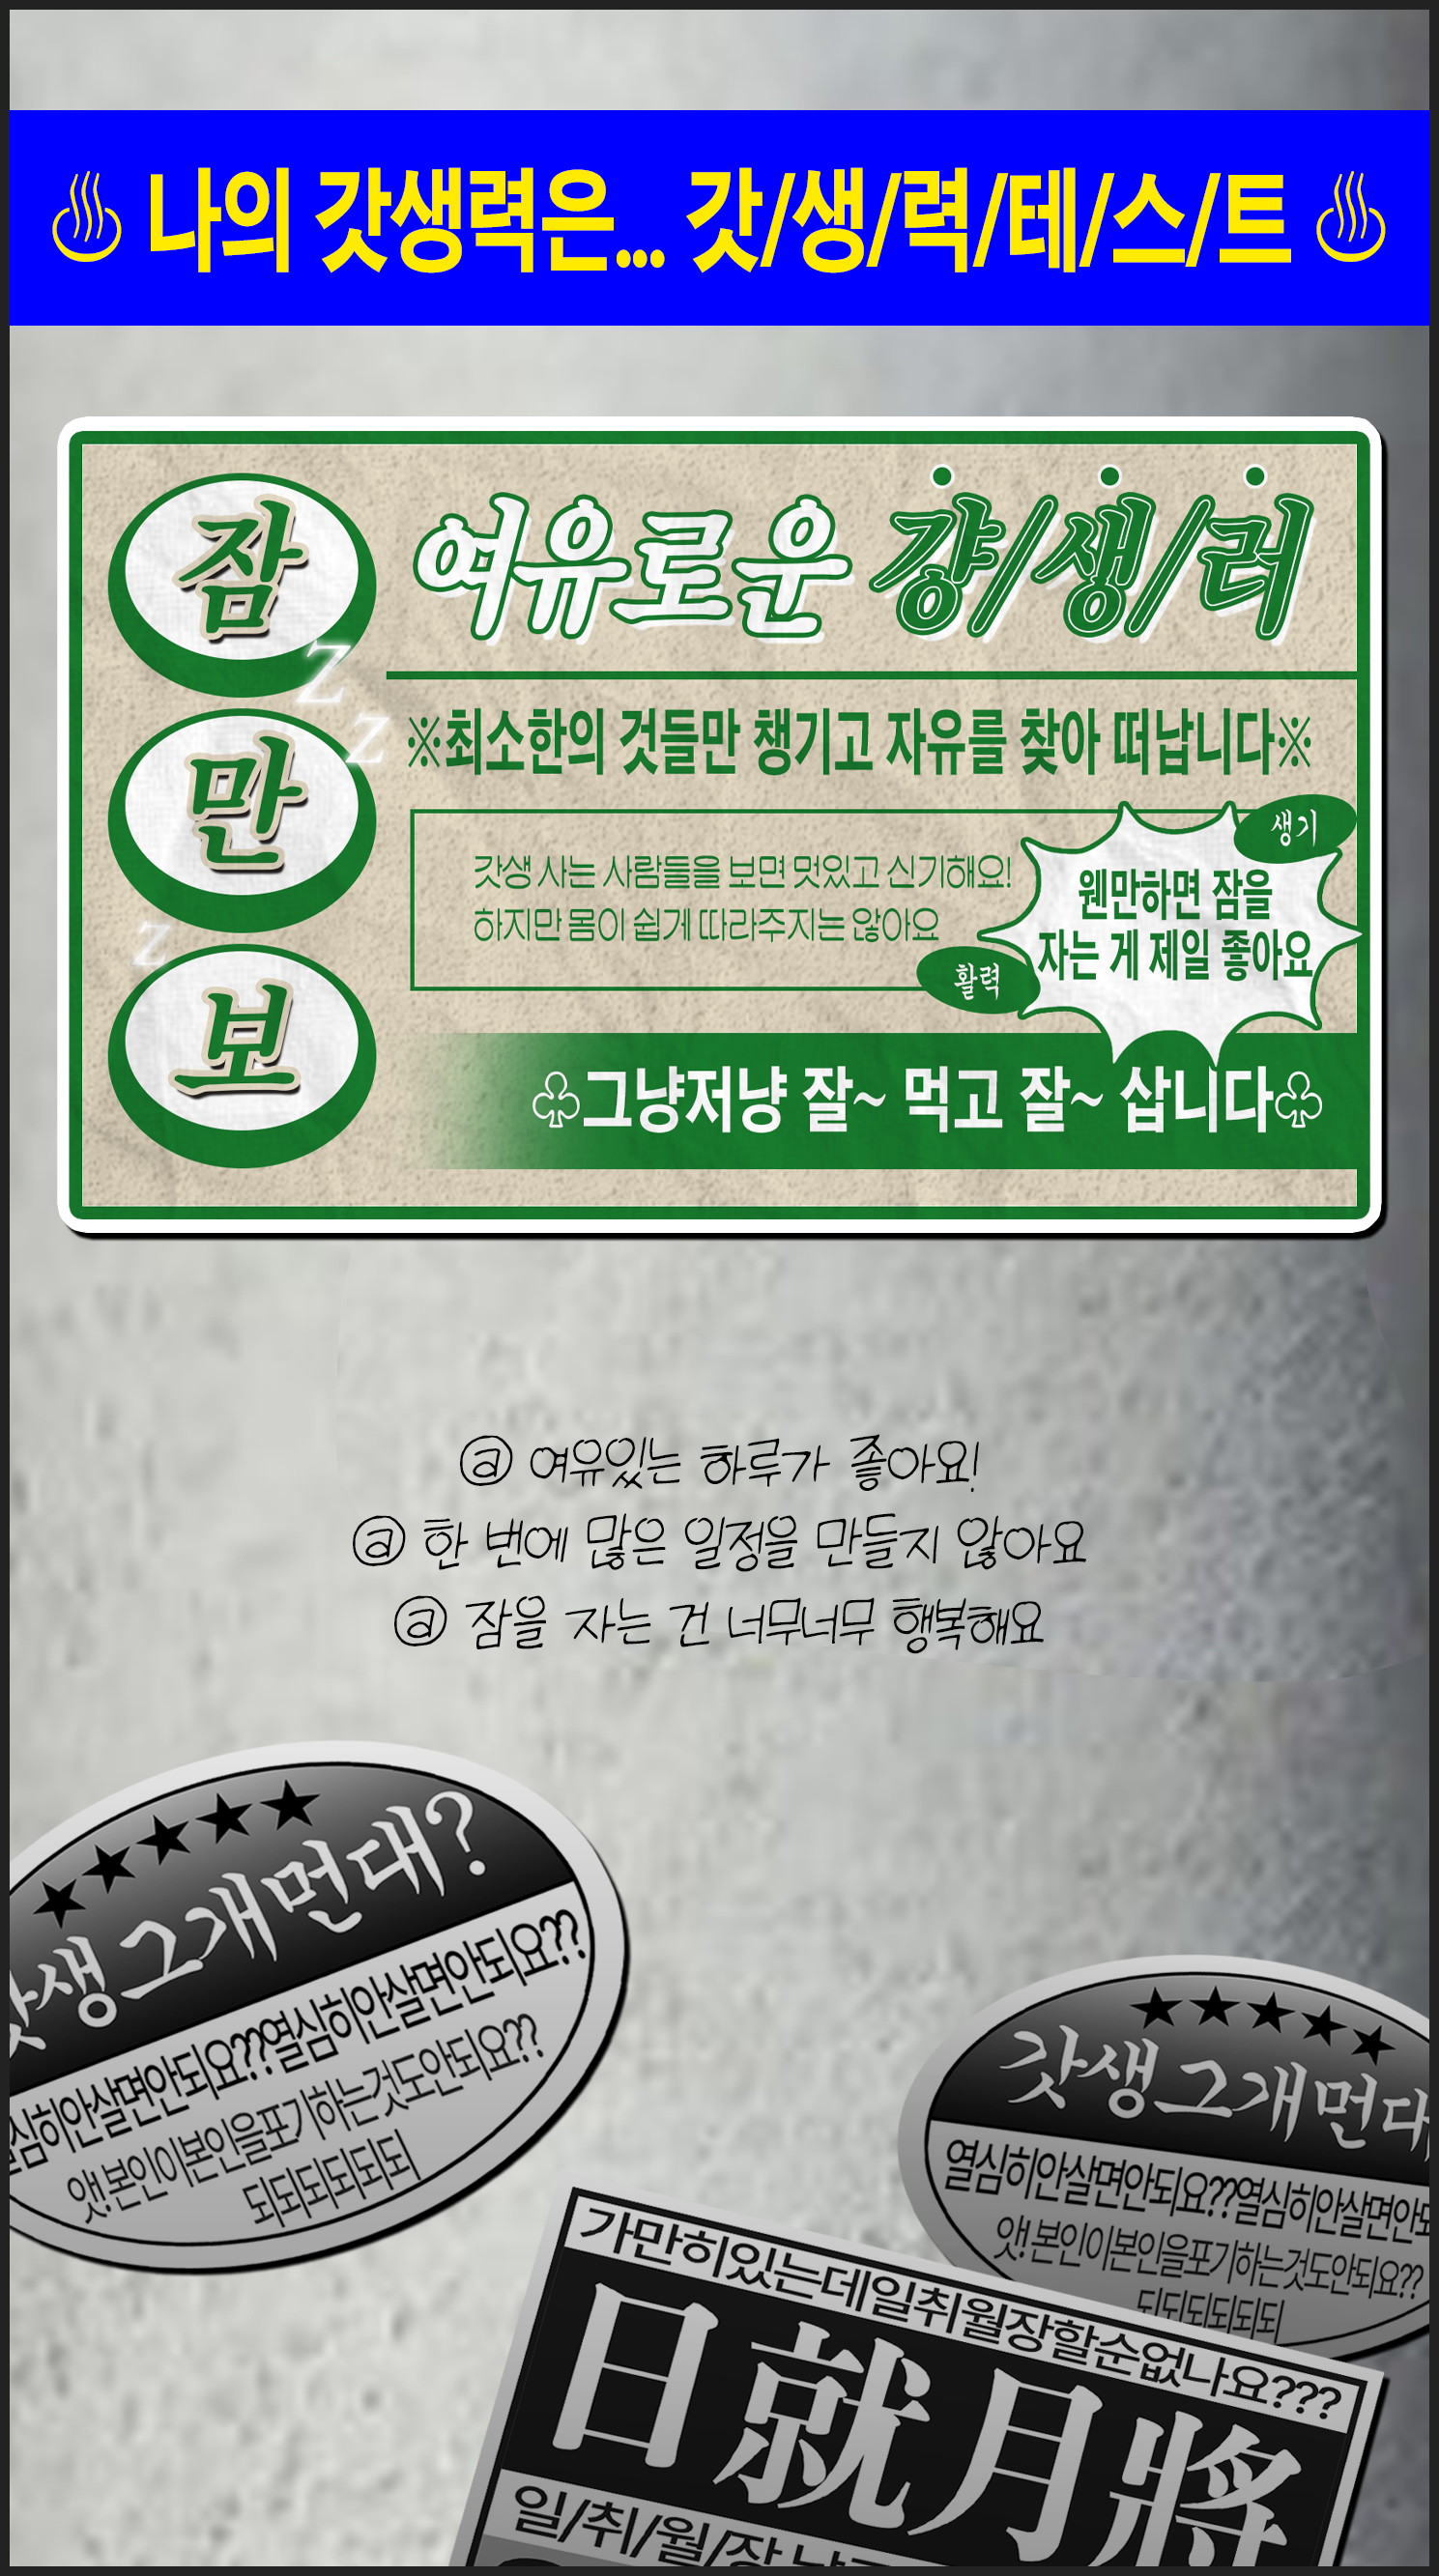 ♨ 나의 갓생력은... 갓/생/력/테/스/트 ♨
잠
만
보
Z
Z
Z
여유로운 걍/생/러
※최소한의 것들만 챙기고 자유를 찾아 떠납니다※
갓생 사는 사람들을 보면 멋있고 신기해요!
하지만 몸이 쉽게 따라주지는 않아요
생기
웬만하면 잠을
자는 게 제일 좋아요
활력
♧그냥저냥 잘~ 먹고 잘~ 삽니다♧
@ 여유있는 하루가 좋아요!
@ 한 번에 많은 일정을 만들지 않아요
@ 잠을 자는 건 너무너무 행복해요
★★★★★
갓생그개먼대?
열심히안살면안되요??열심히안살면안되요??
앳!본인이본인을포기하는것도안되요??
되되되되되되
★★★★★
갓생그개먼대
열심히안살면안되요??열심히안살면안되
앳!본인이본인을포기하는것도안되요??
되되되되되되
가만히있는데일취월장할순없나요???
日就月將
일/취/월/장